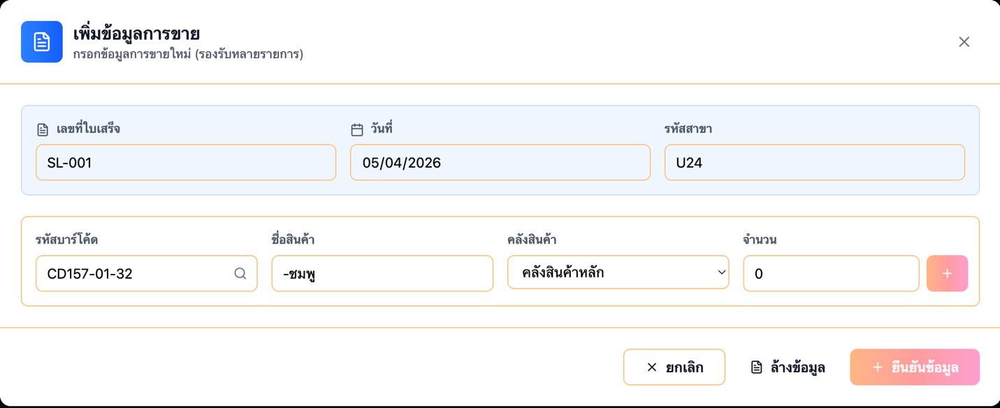 เพิ่มข้อมูลการขาย
กรอกข้อมูลการขายใหม่ (รองรับหลายรายการ)
เลขที่ใบเสร็จ
วันที่
รหัสสาขา
SL-001
05/04/2026
U24
รหัสบาร์โค้ด
ชื่อสินค้า
คลังสินค้า
จำนวน
CD157-01-32
-ชมพู
คลังสินค้าหลัก
0
ยกเลิก
ล้างข้อมูล
ยืนยันข้อมูล